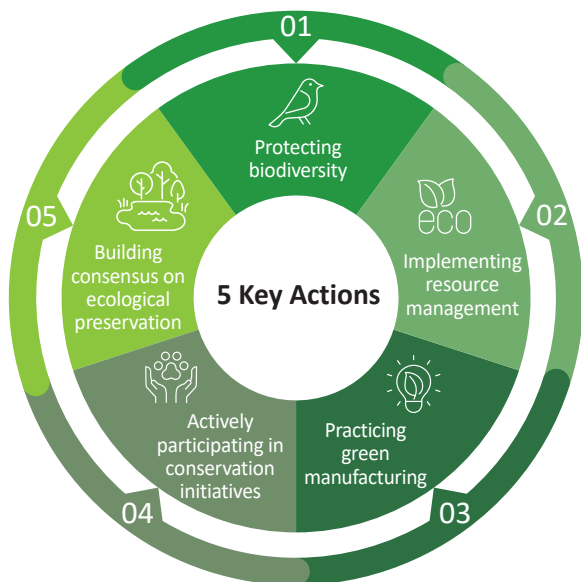 01
Protecting
biodiversity
02
eco
Implementing
resource
management
03
Practicing
green
manufacturing
04
Actively
participating in
conservation
initiatives
05
Building
consensus on
ecological
preservation
5 Key Actions